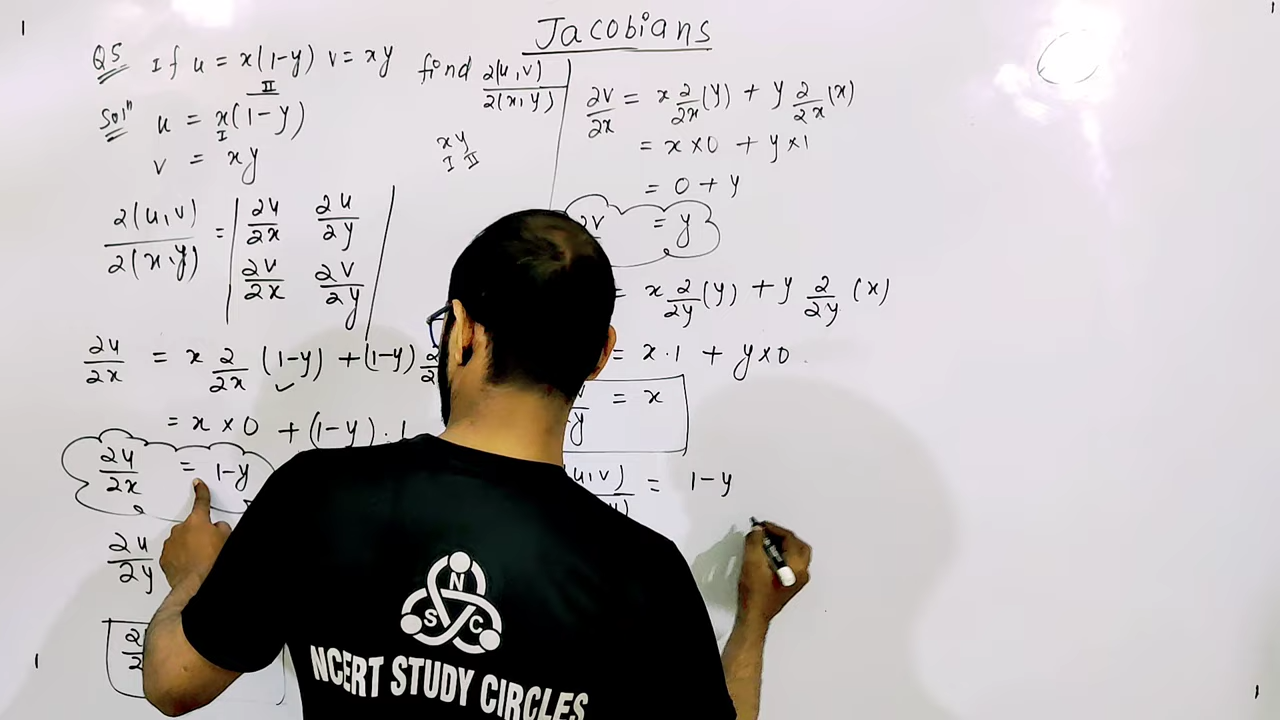 Jacobians
Q5 If u = x(1-y) v = xy find ∂(u,v)/∂(x,y)
II
Solⁿ u = x(1-y)
I
v = xy
xy
I II
∂(u,v)/∂(x,y) = | ∂u/∂x ∂u/∂y |
| ∂v/∂x ∂v/∂y |
∂u/∂x = x ∂/∂x (1-y) + (1-y) ∂
= x × 0 + (1-y) . 1
∂u/∂x = 1-y
∂u/∂y
∂v/∂x = x ∂/∂x (y) + y ∂/∂x (x)
= x × 0 + y × 1
= 0 + y
∂v = y
= x ∂/∂y (y) + y ∂/∂y (x)
= x . 1 + y × 0 .
= x
(u,v) = 1-y
N
S C
NCERT STUDY CIRCLES